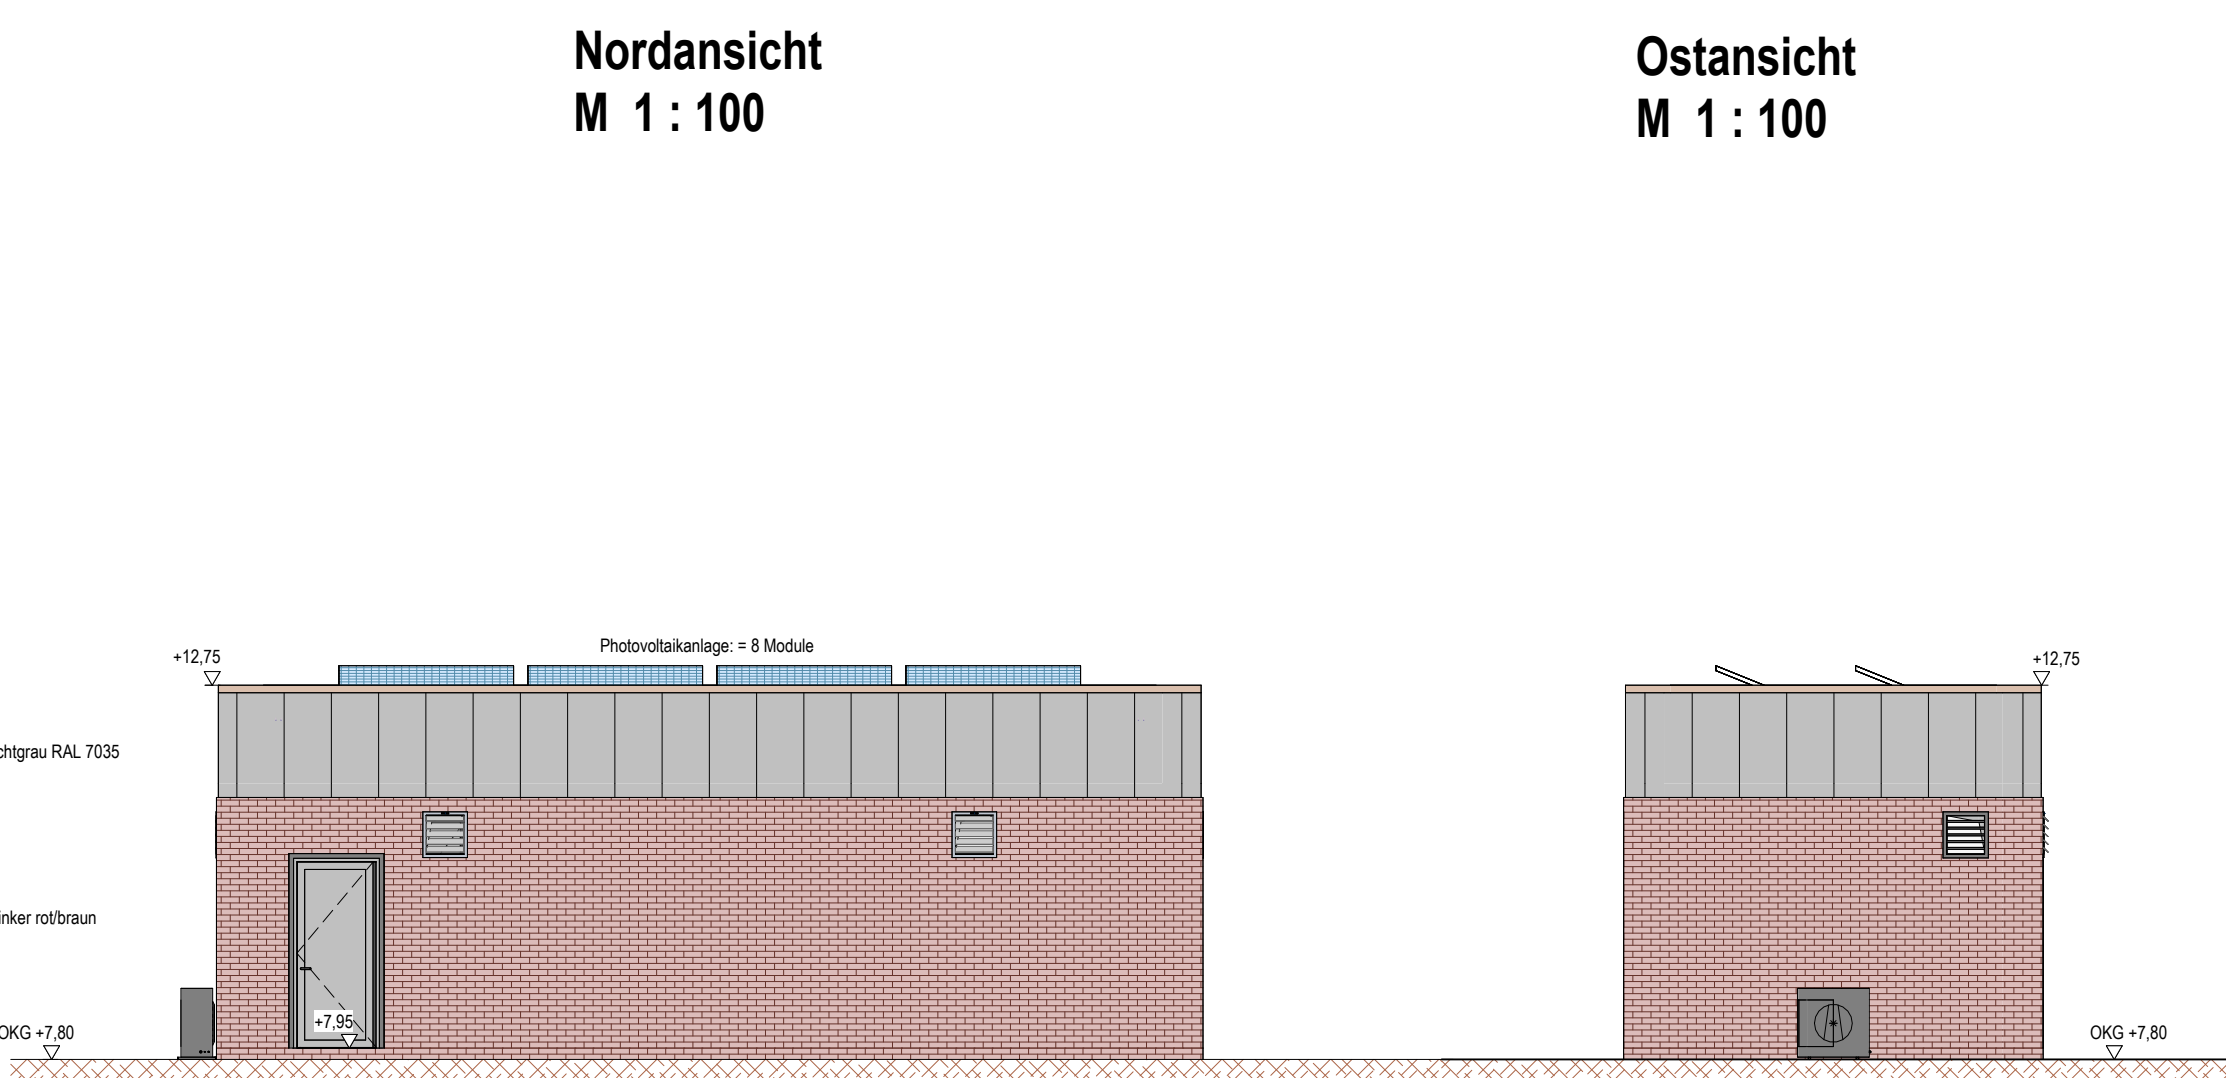 Nordansicht
M 1 : 100
Ostansicht
M 1 : 100
Photovoltaikanlage: = 8 Module
+12,75
+12,75
chtgrau RAL 7035
inker rot/braun
+7,95
OKG +7,80
OKG +7,80